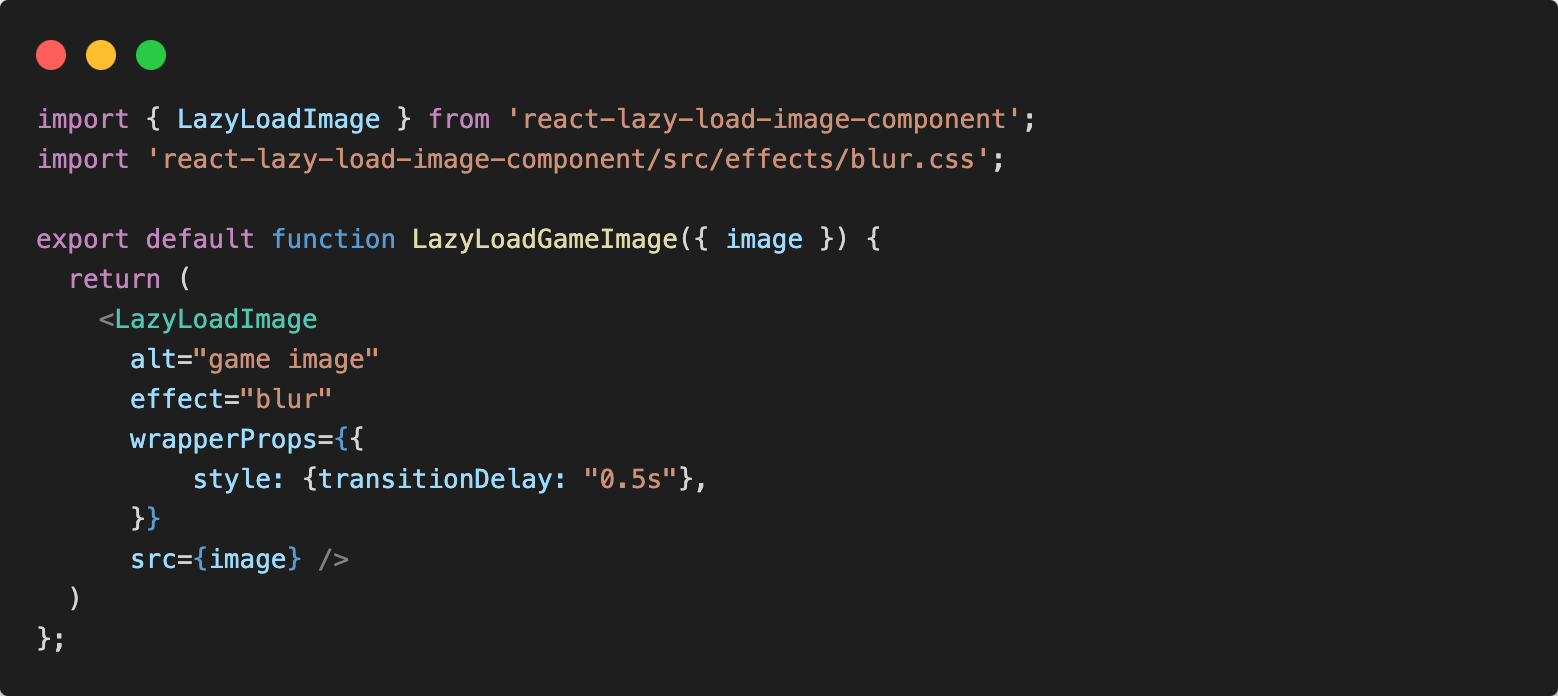 import { LazyLoadImage } from 'react-lazy-load-image-component';
import 'react-lazy-load-image-component/src/effects/blur.css';

export default function LazyLoadGameImage({ image }) {
  return (
    <LazyLoadImage
      alt="game image"
      effect="blur"
      wrapperProps={{
          style: {transitionDelay: "0.5s"},
      }}
      src={image} />
  )
};